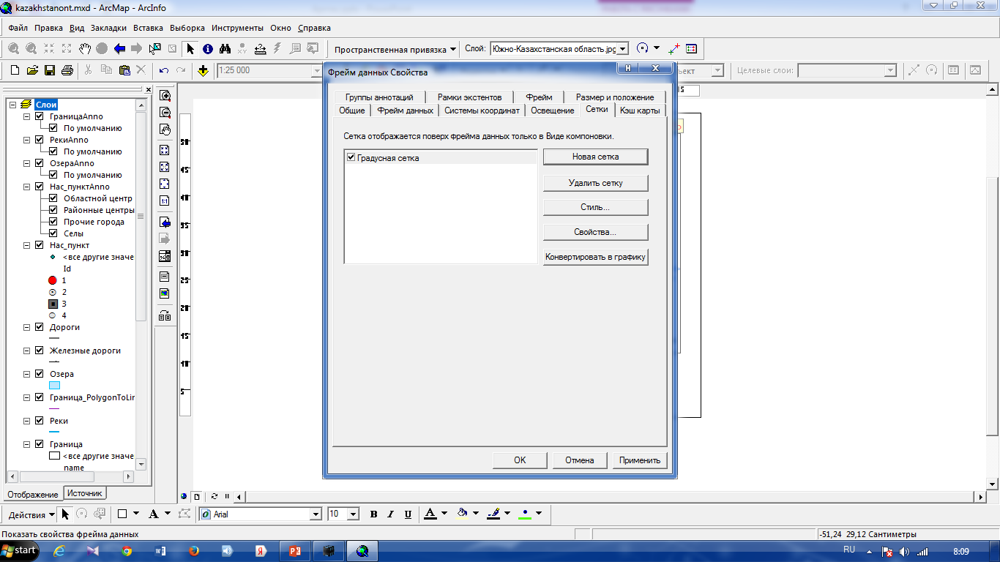 kazakhstanont.mxd - ArcMap - ArcInfo
Файл Правка Вид Закладки Вставка Выборка Инструменты Окно Справка
Пространственная привязка Слой: Южно-Казахстанская область.jpg
1:25 000
ект Целевые слои:
Фрейм данных Свойства
Группы аннотаций Рамки экстентов Фрейм Размер и положение
Общие Фрейм данных Системы координат Освещение Сетки Кэш карты
Сетка отображается поверх фрейма данных только в Виде компоновки.
Градусная сетка
Новая сетка
Удалить сетку
Стиль...
Свойства...
Конвертировать в графику
OK Отмена Применить
Слои
ГраницаAnno
По умолчанию
РекиAnno
По умолчанию
ОзераAnno
По умолчанию
Нас_пунктAnno
Областной центр
Районные центры
Прочие города
Селы
Нас_пункт
<все другие значе
Id
1
2
3
4
Дороги
Железные дороги
Озера
Граница_PolygonToLin
Реки
Граница
<все другие значе
name
Отображение Источник
1:1
Действия Arial 10 B I U A
Показать свойства фрейма данных
-51,24 29,12 Сантиметры
start
RU 8:09